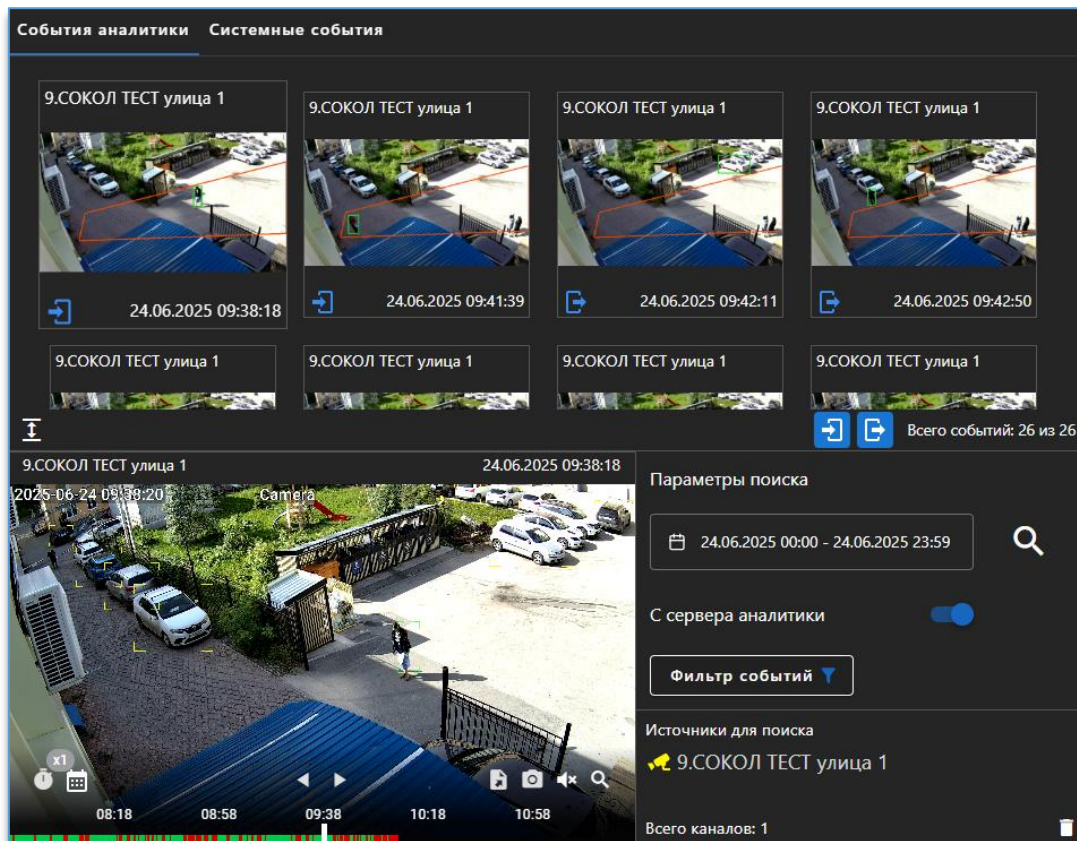 События аналитики Системные события
9.СОКОЛ ТЕСТ улица 1 9.СОКОЛ ТЕСТ улица 1 9.СОКОЛ ТЕСТ улица 1 9.СОКОЛ ТЕСТ улица 1
24.06.2025 09:38:18 24.06.2025 09:41:39 24.06.2025 09:42:11 24.06.2025 09:42:50
9.СОКОЛ ТЕСТ улица 1 9.СОКОЛ ТЕСТ улица 1 9.СОКОЛ ТЕСТ улица 1 9.СОКОЛ ТЕСТ улица 1
Всего событий: 26 из 26
9.СОКОЛ ТЕСТ улица 1 24.06.2025 09:38:18
2025-06-24 09:38:20 Camera
x1
08:18 08:58 09:38 10:18 10:58
Параметры поиска
24.06.2025 00:00 - 24.06.2025 23:59
С сервера аналитики
Фильтр событий
Источники для поиска
9.СОКОЛ ТЕСТ улица 1
Всего каналов: 1